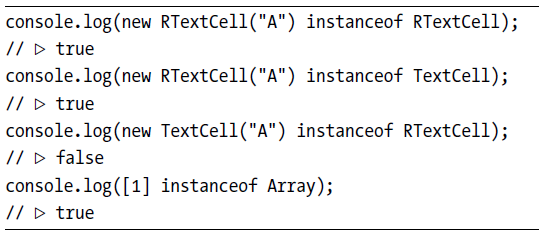 console.log(new RTextCell("A") instanceof RTextCell);
// ▷ true
console.log(new RTextCell("A") instanceof TextCell);
// ▷ true
console.log(new TextCell("A") instanceof RTextCell);
// ▷ false
console.log([1] instanceof Array);
// ▷ true